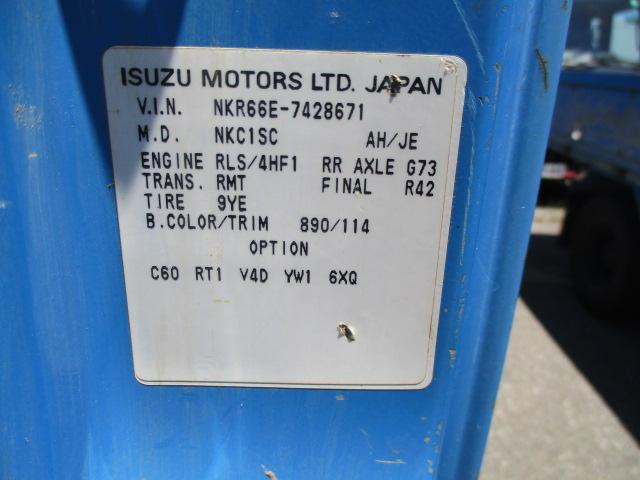 ISUZU MOTORS LTD. JAPAN
V.I.N. NKR66E-7428671
M.D. NKC1SC AH/JE
ENGINE RLS/4HF1 RR AXLE G73
TRANS. RMT FINAL R42
TIRE 9YE
B.COLOR/TRIM 890/114
OPTION
C60 RT1 V4D YW1 6XQ